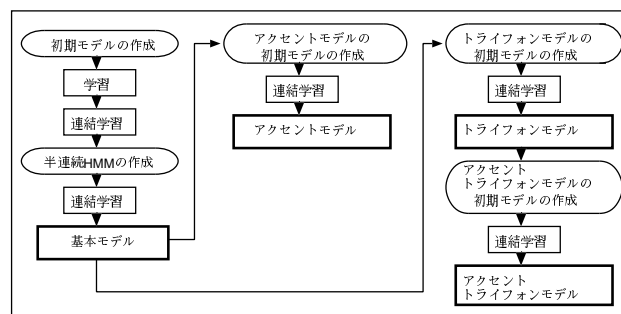 初期モデルの作成
学習
連結学習
半連続HMMの作成
連結学習
基本モデル
アクセントモデルの
初期モデルの作成
連結学習
アクセントモデル
トライフォンモデルの
初期モデルの作成
連結学習
トライフォンモデル
アクセント
トライフォンモデルの
初期モデルの作成
連結学習
アクセント
トライフォンモデル